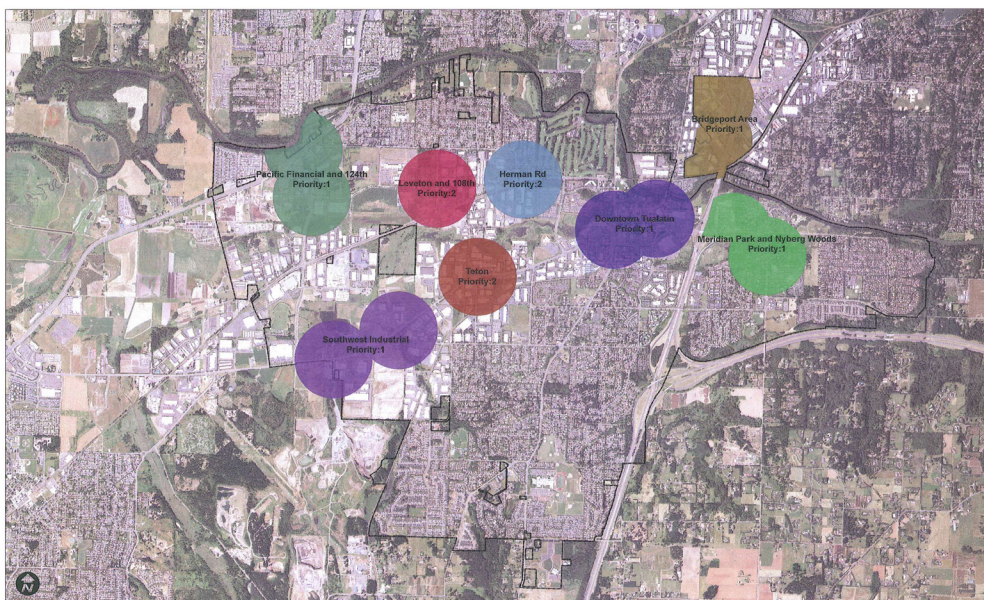 Bridgeport Area
Priority:1
Pacific Financial and 124th
Priority:1
Leveton and 108th
Priority:2
Herman Rd
Priority:2
Downtown Tualatin
Priority:1
Meridian Park and Nyberg Woods
Priority:1
Teton
Priority:2
Southwest Industrial
Priority:1
N